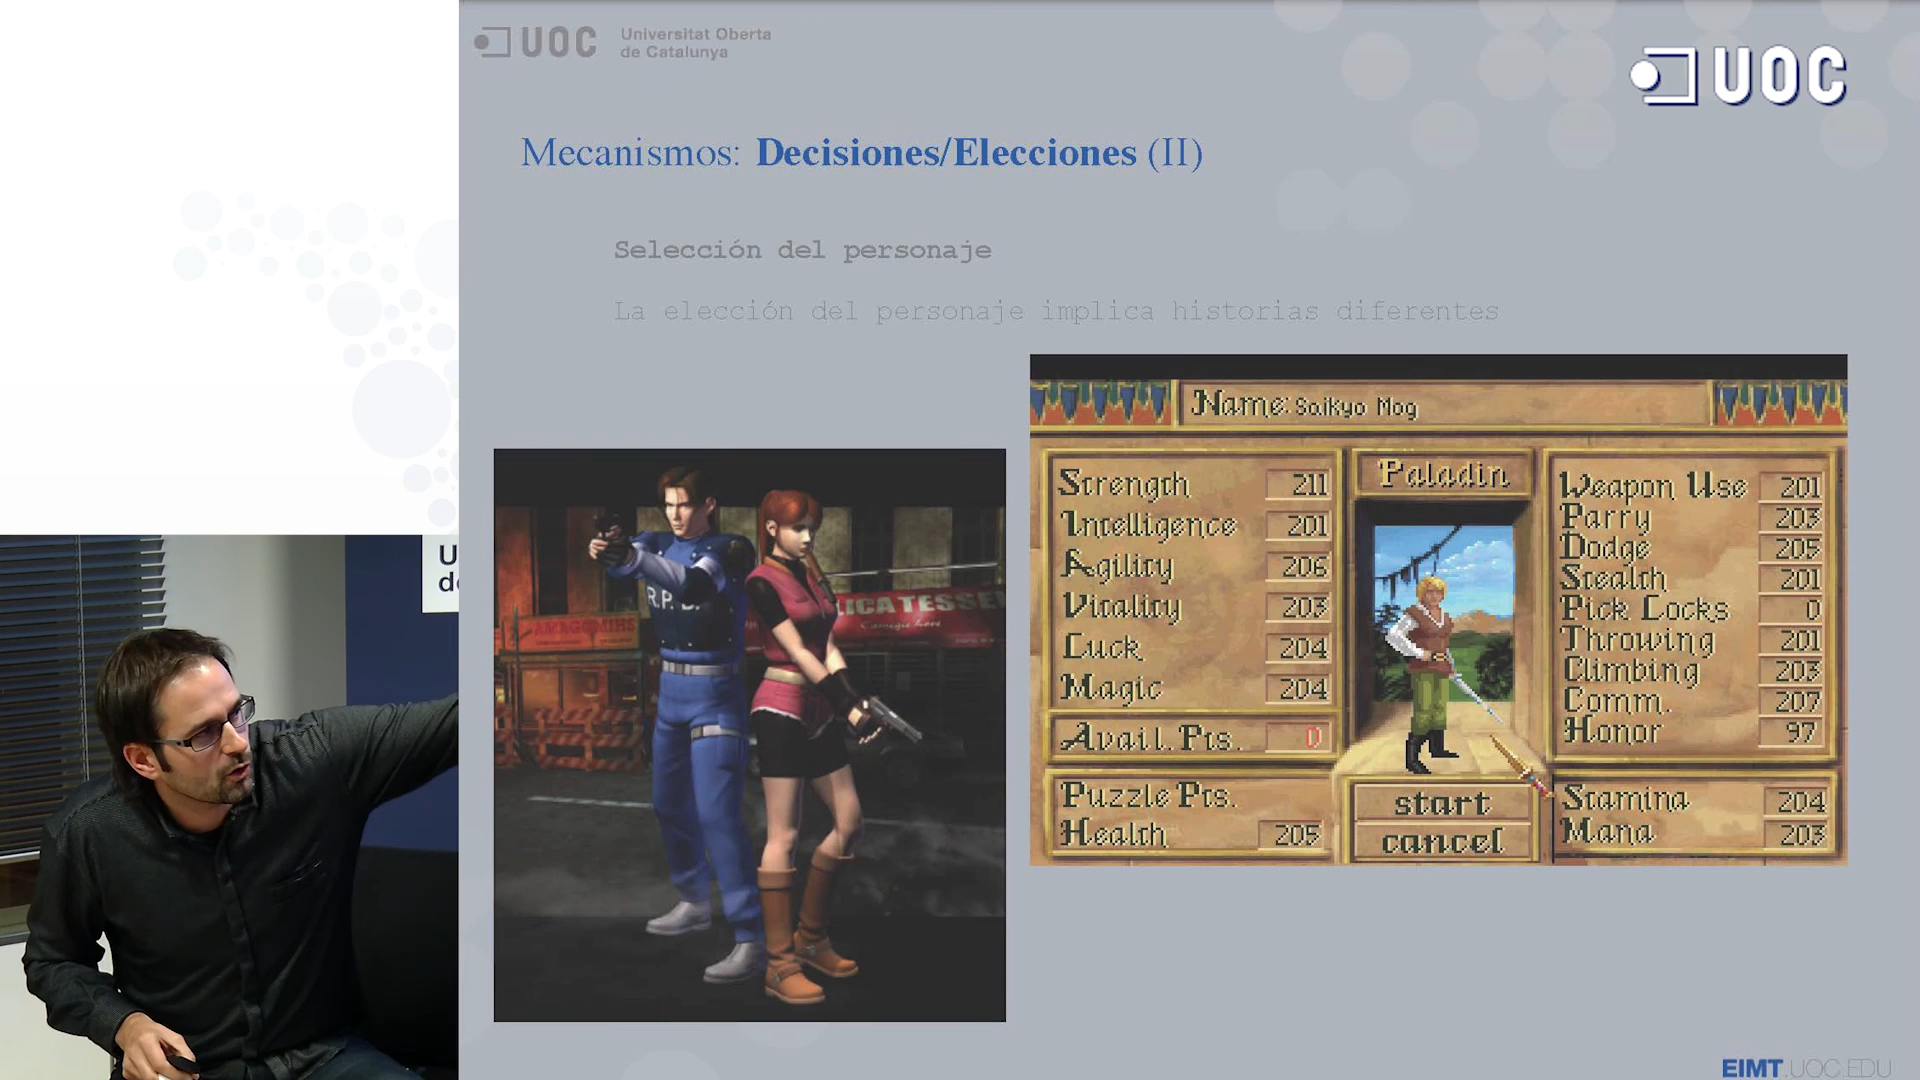 UOC
Universitat Oberta
de Catalunya
UOC
Mecanismos: Decisiones/Elecciones (II)
Selección del personaje
La elección del personaje implica historias diferentes
Name: Saikyo Mog
Strength 211
Intelligence 201
Agility 206
Vitality 203
Luck 204
Magic 204
Avail. Pts. 0
Puzzle Pts.
Health 205
Paladin
start
cancel
Weapon Use 201
Parry 203
Dodge 205
Stealth 201
Pick Locks 0
Throwing 201
Climbing 203
Comm. 207
Honor 97
Stamina 204
Mana 203
R.P.D.
LICATESSE
U
de
EIMT.UOC.EDU